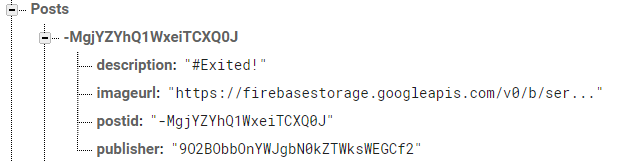 Posts
-MgjYZYhQ1WxeiTCXQ0J
description: "#Exited!"
imageurl: "https://firebasestorage.googleapis.com/v0/b/ser..."
postid: "-MgjYZYhQ1WxeiTCXQ0J"
publisher: "9O2BObbOnYWJgbN0kZTWksWEGCf2"